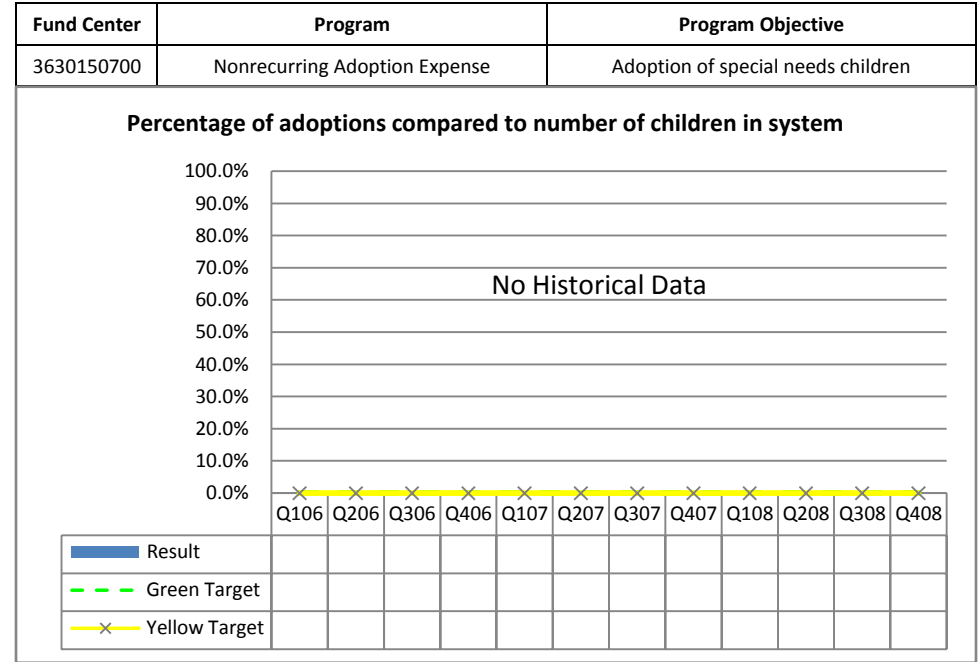 Fund Center Program Program Objective
3630150700 Nonrecurring Adoption Expense Adoption of special needs children
Percentage of adoptions compared to number of children in system
100.0%
90.0%
80.0%
70.0%
No Historical Data
60.0%
50.0%
40.0%
30.0%
20.0%
10.0%
0.0%
Q106 Q206 Q306 Q406 Q107 Q207 Q307 Q407 Q108 Q208 Q308 Q408
Result
Green Target
Yellow Target